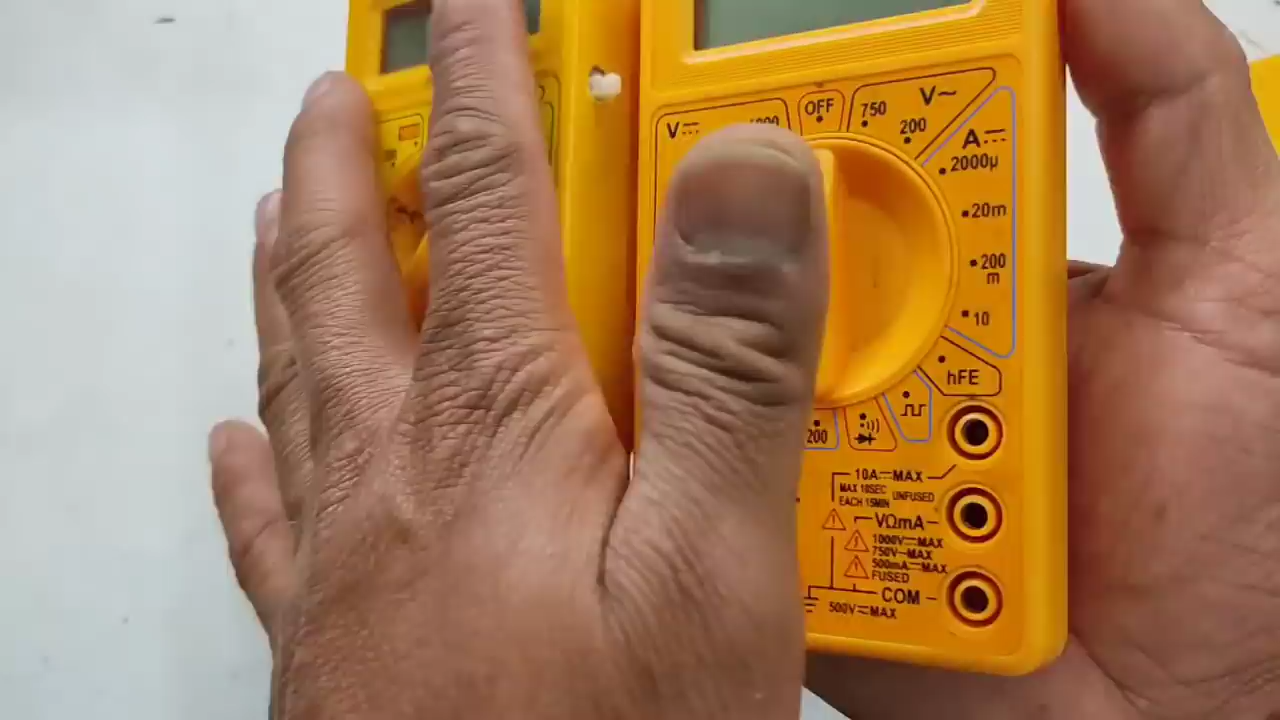 V⎓
OFF
750
V~
200
A⎓
2000µ
20m
200
m
10
hFE
200
10A⎓MAX
MAX 10SEC
EACH 15MIN
UNFUSED
VΩmA
1000V⎓MAX
750V~MAX
500mA⎓MAX
FUSED
COM
500V⎓MAX